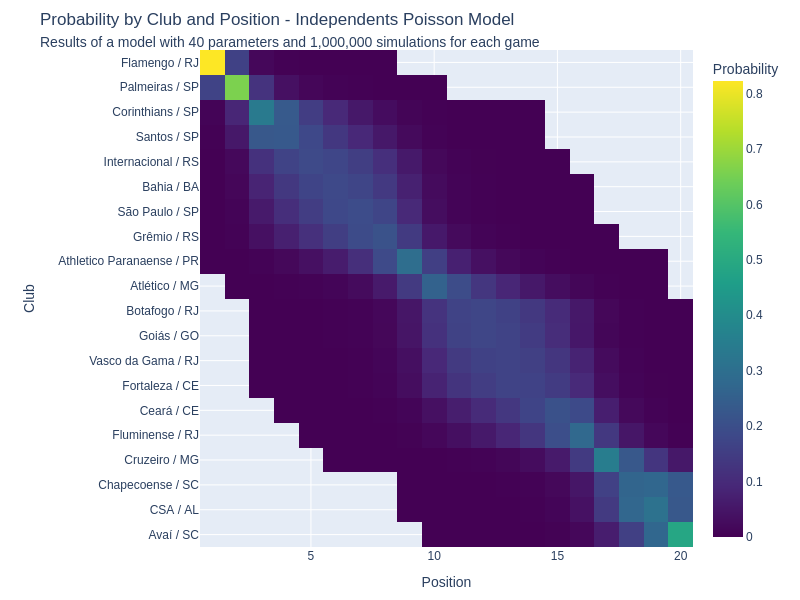 Probability by Club and Position - Independents Poisson Model
Results of a model with 40 parameters and 1,000,000 simulations for each game
Probability
Flamengo / RJ
Palmeiras / SP
Corinthians / SP
Santos / SP
Internacional / RS
Bahia / BA
São Paulo / SP
Grêmio / RS
Athletico Paranaense / PR
Atlético / MG
Botafogo / RJ
Goiás / GO
Vasco da Gama / RJ
Fortaleza / CE
Ceará / CE
Fluminense / RJ
Cruzeiro / MG
Chapecoense / SC
CSA / AL
Avaí / SC
Club
5
10
15
20
Position
0.8
0.7
0.6
0.5
0.4
0.3
0.2
0.1
0